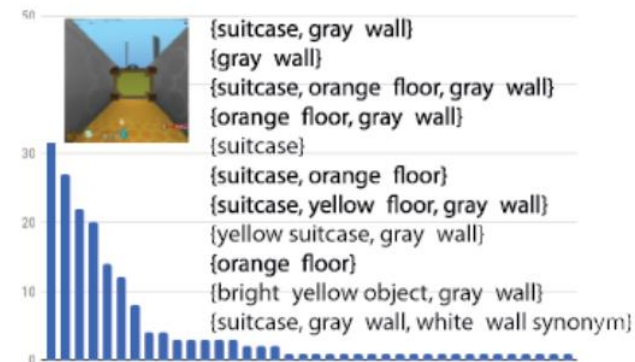 50
{suitcase, gray wall}
{gray wall}
{suitcase, orange floor, gray wall}
{orange floor, gray wall}
{suitcase}
30
{suitcase, orange floor}
{suitcase, yellow floor, gray wall}
20
{yellow suitcase, gray wall}
{orange floor}
10
{bright yellow object, gray wall}
{suitcase, gray wall, white wall synonym}
0